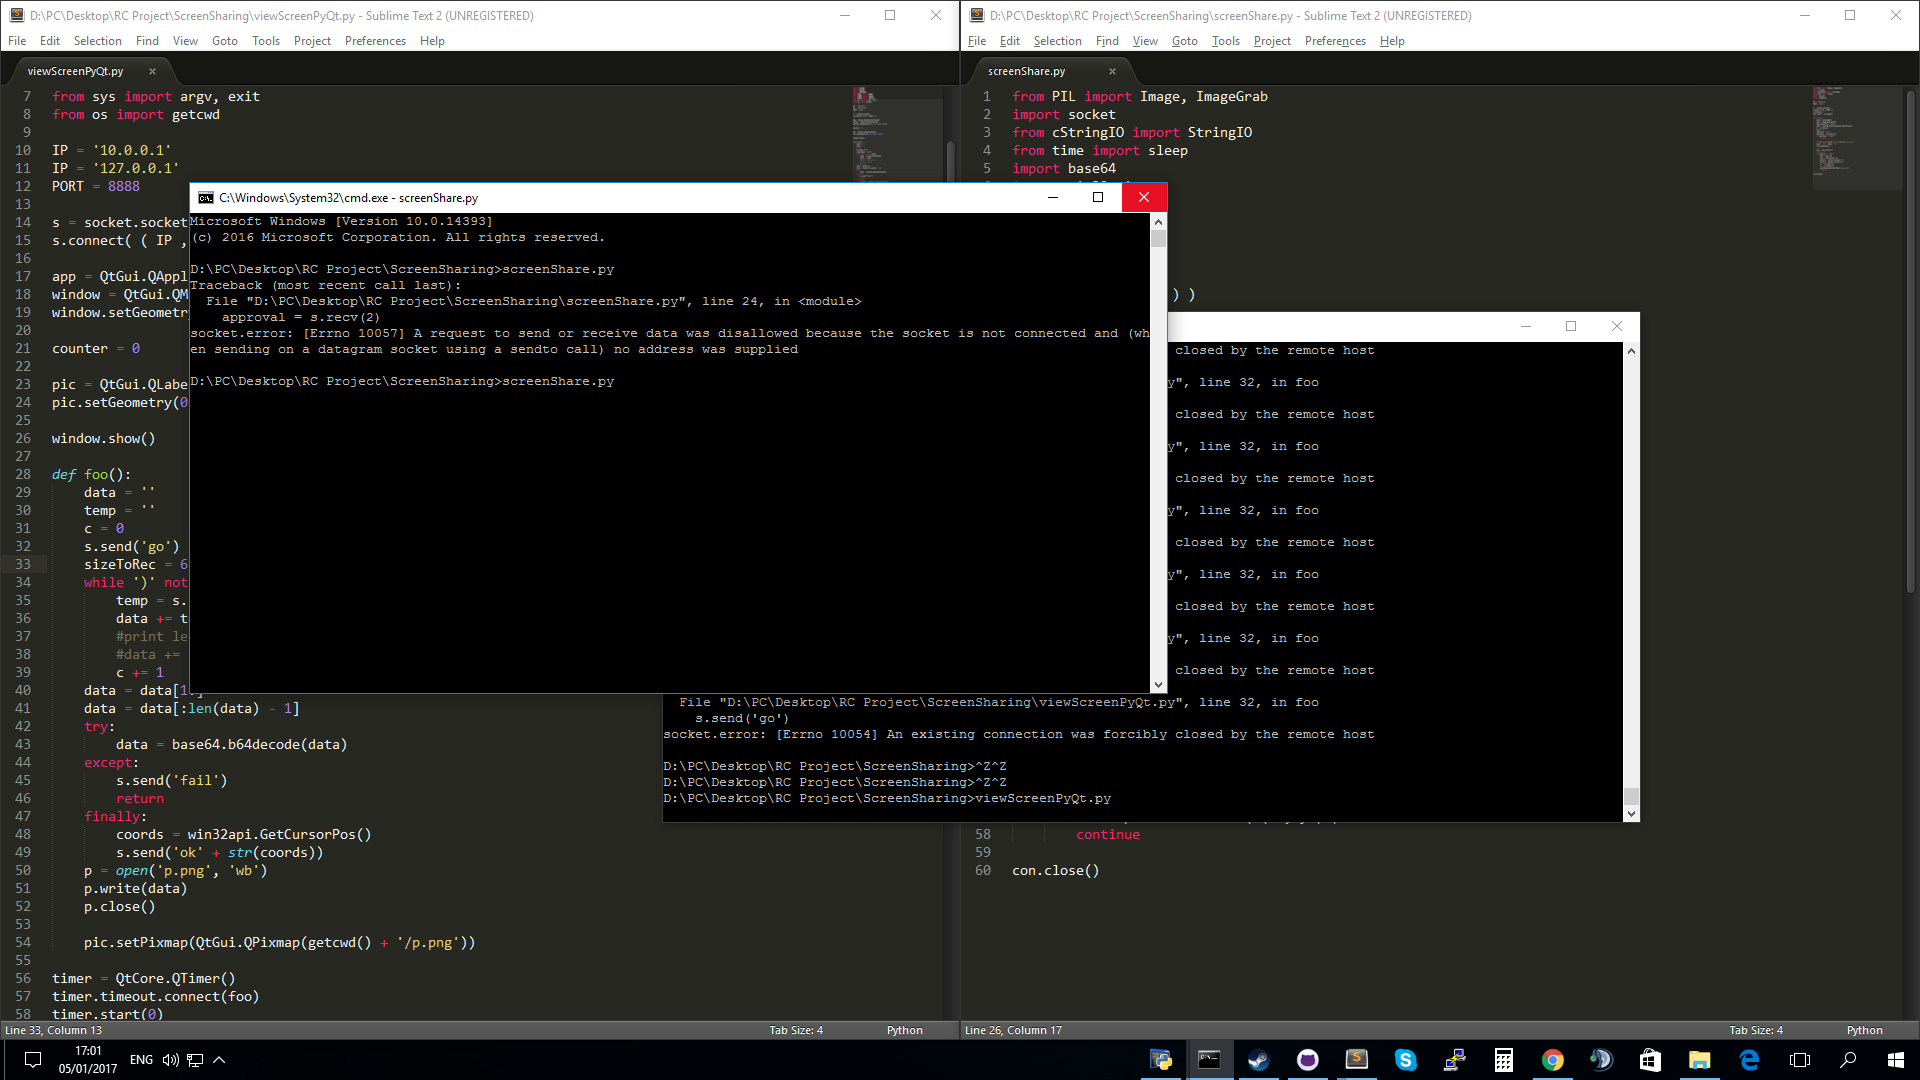 D:\PC\Desktop\RC Project\ScreenSharing\viewScreenPyQt.py - Sublime Text 2 (UNREGISTERED)
File Edit Selection Find View Goto Tools Project Preferences Help
viewScreenPyQt.py ×
7 from sys import argv, exit
8 from os import getcwd
9
10 IP = '10.0.0.1'
11 IP = '127.0.0.1'
12 PORT = 8888
13
14 s = socket.socket
15 s.connect( ( IP ,
16
17 app = QtGui.QAppl
18 window = QtGui.QM
19 window.setGeometr
20
21 counter = 0
22
23 pic = QtGui.QLabe
24 pic.setGeometry(0
25
26 window.show()
27
28 def foo():
29 data = ''
30 temp = ''
31 c = 0
32 s.send('go')
33 sizeToRec = 6
34 while ')' not
35 temp = s.
36 data += t
37 #print le
38 #data +=
39 c += 1
40 data = data[1:]
41 data = data[:len(data) - 1]
42 try:
43 data = base64.b64decode(data)
44 except:
45 s.send('fail')
46 return
47 finally:
48 coords = win32api.GetCursorPos()
49 s.send('ok' + str(coords))
50 p = open('p.png', 'wb')
51 p.write(data)
52 p.close()
53
54 pic.setPixmap(QtGui.QPixmap(getcwd() + '/p.png'))
55
56 timer = QtCore.QTimer()
57 timer.timeout.connect(foo)
58 timer.start(0)
Line 33, Column 13 Tab Size: 4 Python
D:\PC\Desktop\RC Project\ScreenSharing\screenShare.py - Sublime Text 2 (UNREGISTERED)
File Edit Selection Find View Goto Tools Project Preferences Help
screenShare.py ×
1 from PIL import Image, ImageGrab
2 import socket
3 from cStringIO import StringIO
4 from time import sleep
5 import base64
) )
58 continue
59
60 con.close()
Line 26, Column 17 Tab Size: 4 Python
C:\Windows\System32\cmd.exe - screenShare.py
Microsoft Windows [Version 10.0.14393]
(c) 2016 Microsoft Corporation. All rights reserved.
D:\PC\Desktop\RC Project\ScreenSharing>screenShare.py
Traceback (most recent call last):
File "D:\PC\Desktop\RC Project\ScreenSharing\screenShare.py", line 24, in <module>
approval = s.recv(2)
socket.error: [Errno 10057] A request to send or receive data was disallowed because the socket is not connected and (wh
en sending on a datagram socket using a sendto call) no address was supplied
D:\PC\Desktop\RC Project\ScreenSharing>screenShare.py
closed by the remote host
y", line 32, in foo
closed by the remote host
y", line 32, in foo
closed by the remote host
y", line 32, in foo
closed by the remote host
y", line 32, in foo
closed by the remote host
y", line 32, in foo
closed by the remote host
File "D:\PC\Desktop\RC Project\ScreenSharing\viewScreenPyQt.py", line 32, in foo
s.send('go')
socket.error: [Errno 10054] An existing connection was forcibly closed by the remote host
D:\PC\Desktop\RC Project\ScreenSharing>^Z^Z
D:\PC\Desktop\RC Project\ScreenSharing>^Z^Z
D:\PC\Desktop\RC Project\ScreenSharing>viewScreenPyQt.py
17:01
05/01/2017
ENG